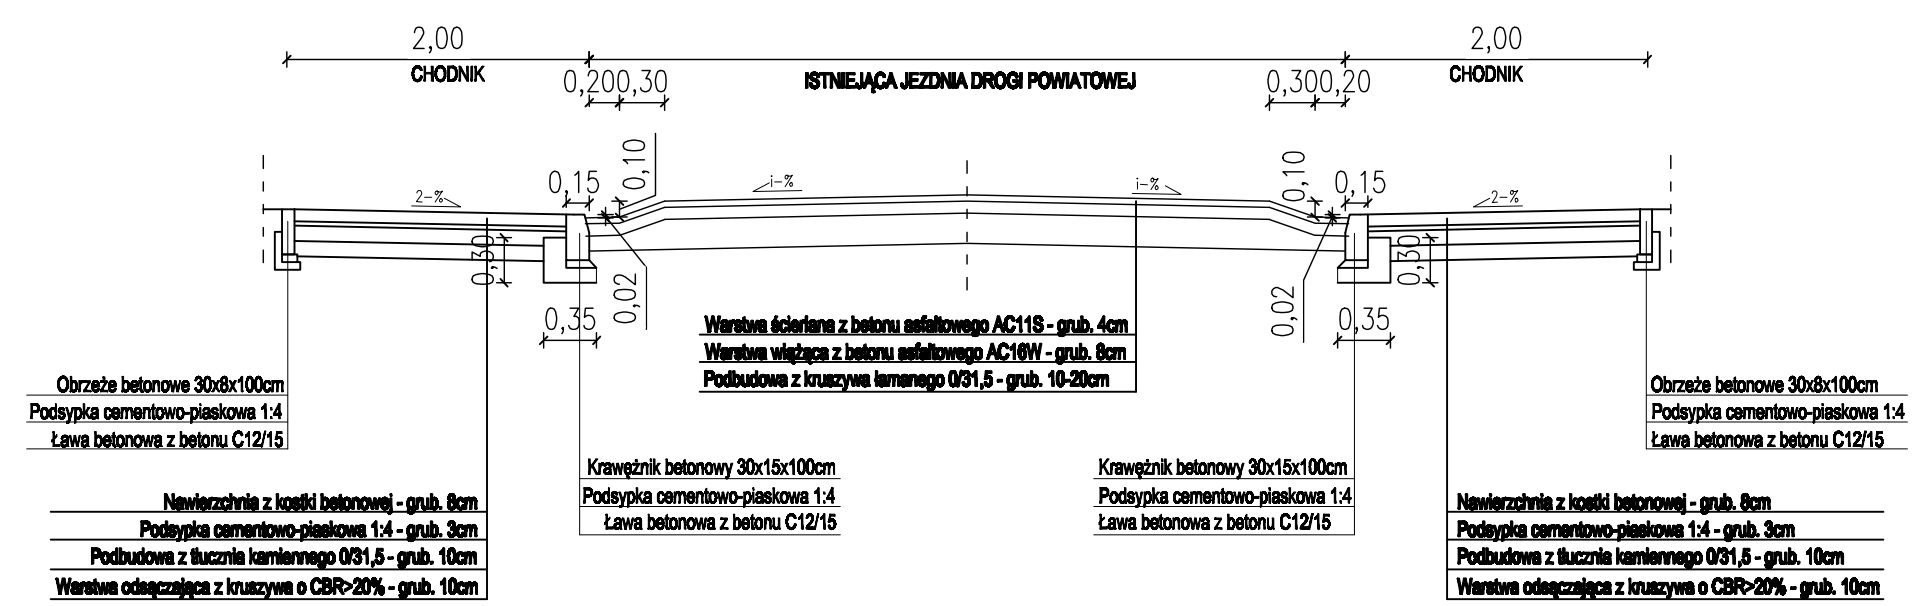 2,00
2,00
CHODNIK
ISTNIEJĄCA JEZDNIA DROGI POWIATOWEJ
CHODNIK
0,20
0,30
0,30
0,20
0,10
0,10
0,15
0,15
2-%
i-%
i-%
2-%
0,30
0,30
0,02
0,02
0,35
0,35
Warstwa ścierlana z betonu asfaltowego AC11S - grub. 4cm
Warstwa wiążąca z betonu asfaltowego AC16W - grub. 8cm
Podbudowa z kruszywa łamanego 0/31,5 - grub. 10-20cm
Obrzeże betonowe 30x8x100cm
Podsypka cementowo-piaskowa 1:4
Ława betonowa z betonu C12/15
Obrzeże betonowe 30x8x100cm
Podsypka cementowo-piaskowa 1:4
Ława betonowa z betonu C12/15
Krawężnik betonowy 30x15x100cm
Podsypka cementowo-piaskowa 1:4
Ława betonowa z betonu C12/15
Krawężnik betonowy 30x15x100cm
Podsypka cementowo-piaskowa 1:4
Ława betonowa z betonu C12/15
Nawierzchnia z kostki betonowej - grub. 8cm
Podsypka cementowo-piaskowa 1:4 - grub. 3cm
Podbudowa z tłucznia kamiennego 0/31,5 - grub. 10cm
Warstwa odsączająca z kruszywa o CBR>20% - grub. 10cm
Nawierzchnia z kostki betonowej - grub. 8cm
Podsypka cementowo-piaskowa 1:4 - grub. 3cm
Podbudowa z tłucznia kamiennego 0/31,5 - grub. 10cm
Warstwa odsączająca z kruszywa o CBR>20% - grub. 10cm